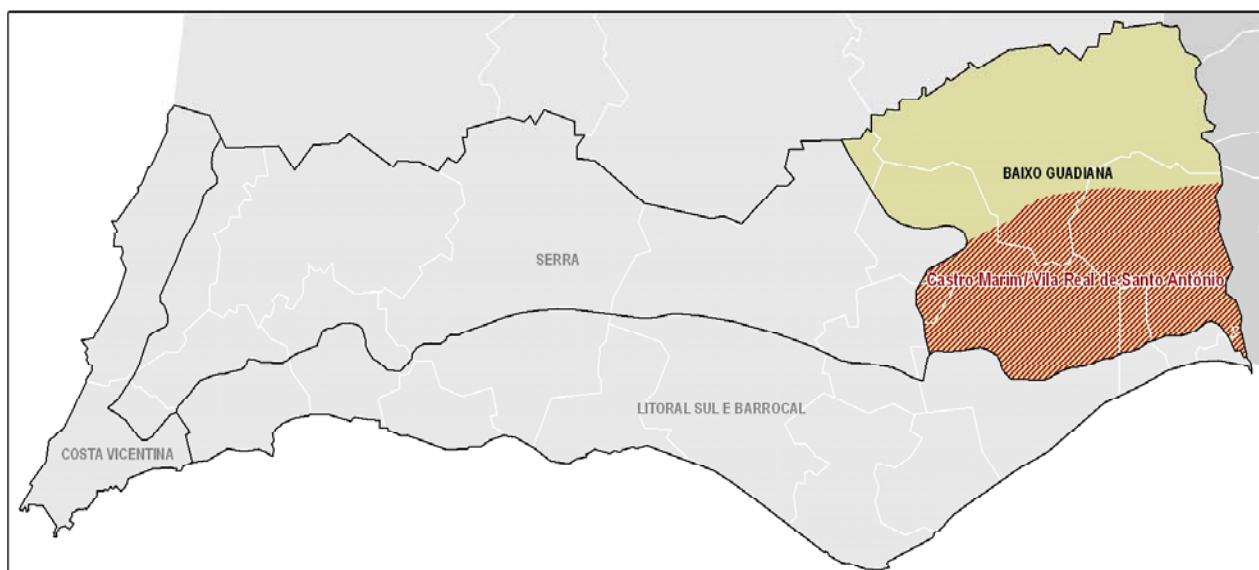 BAIXO GUADIANA
SERRA
Castro Marim / Vila Real de Santo António
LITORAL SUL E BARROCAL
COSTA VICENTINA